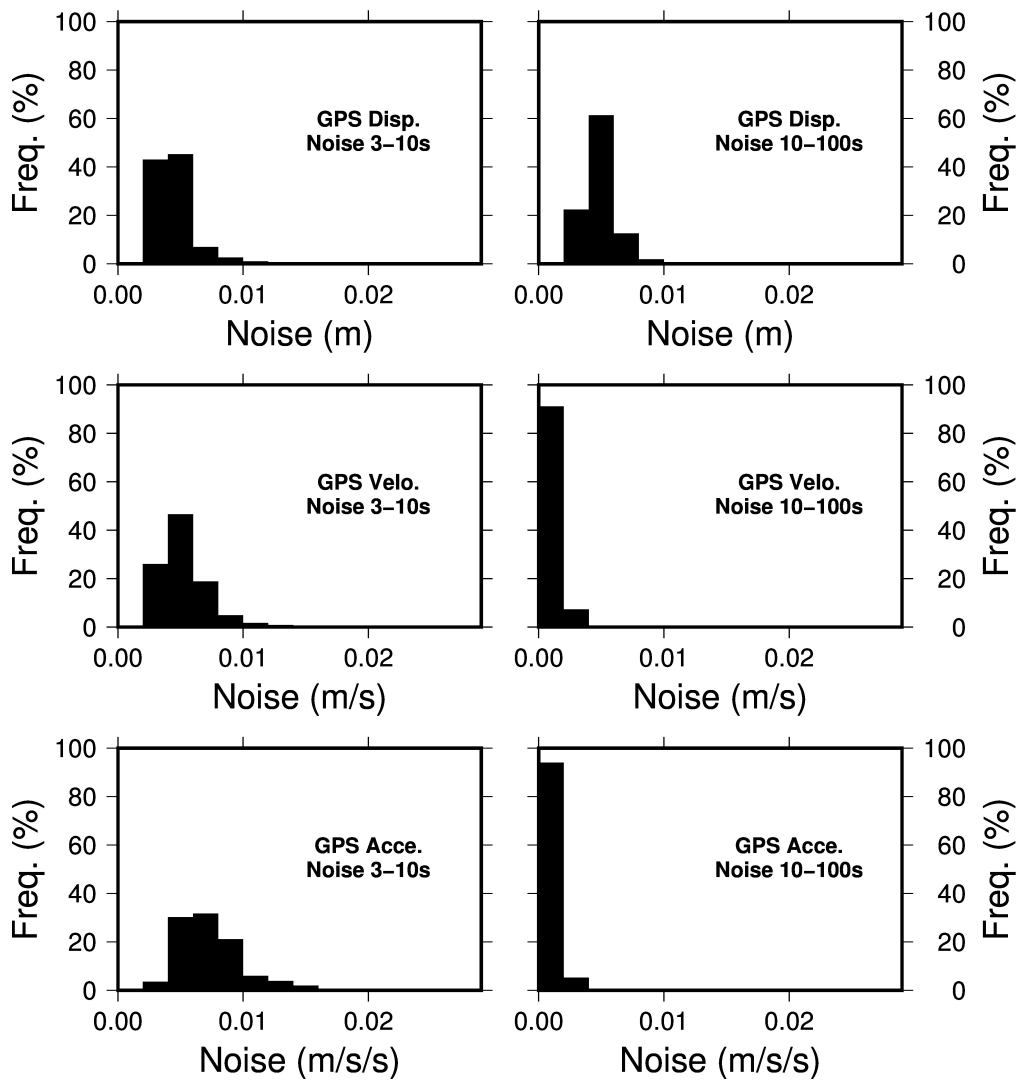 100
80
60
40
20
0
Freq. (%)
GPS Disp.
Noise 3−10s
0.00 0.01 0.02
Noise (m)
GPS Disp.
Noise 10−100s
100
80
60
40
20
0
Freq. (%)
0.00 0.01 0.02
Noise (m)
100
80
60
40
20
0
Freq. (%)
GPS Velo.
Noise 3−10s
0.00 0.01 0.02
Noise (m/s)
GPS Velo.
Noise 10−100s
100
80
60
40
20
0
Freq. (%)
0.00 0.01 0.02
Noise (m/s)
100
80
60
40
20
0
Freq. (%)
GPS Acce.
Noise 3−10s
0.00 0.01 0.02
Noise (m/s/s)
GPS Acce.
Noise 10−100s
100
80
60
40
20
0
Freq. (%)
0.00 0.01 0.02
Noise (m/s/s)